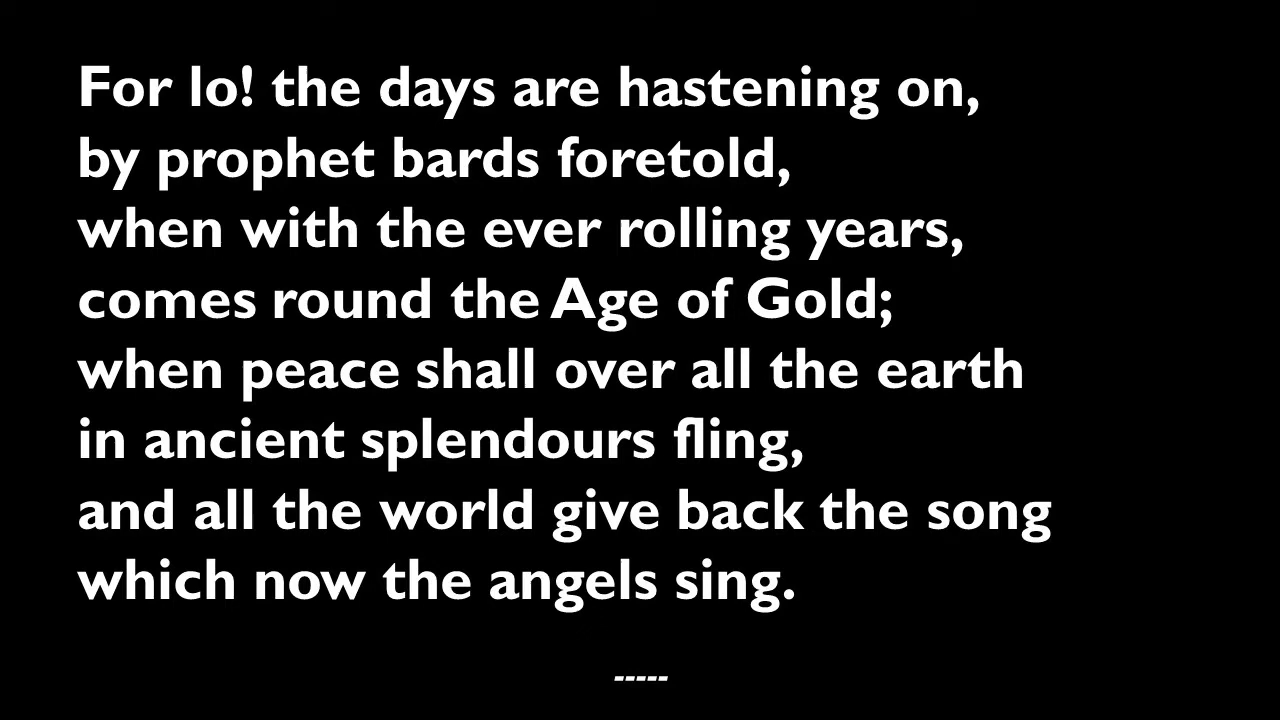 For lo! the days are hastening on,
by prophet bards foretold,
when with the ever rolling years,
comes round the Age of Gold;
when peace shall over all the earth
in ancient splendours fling,
and all the world give back the song
which now the angels sing.
-----